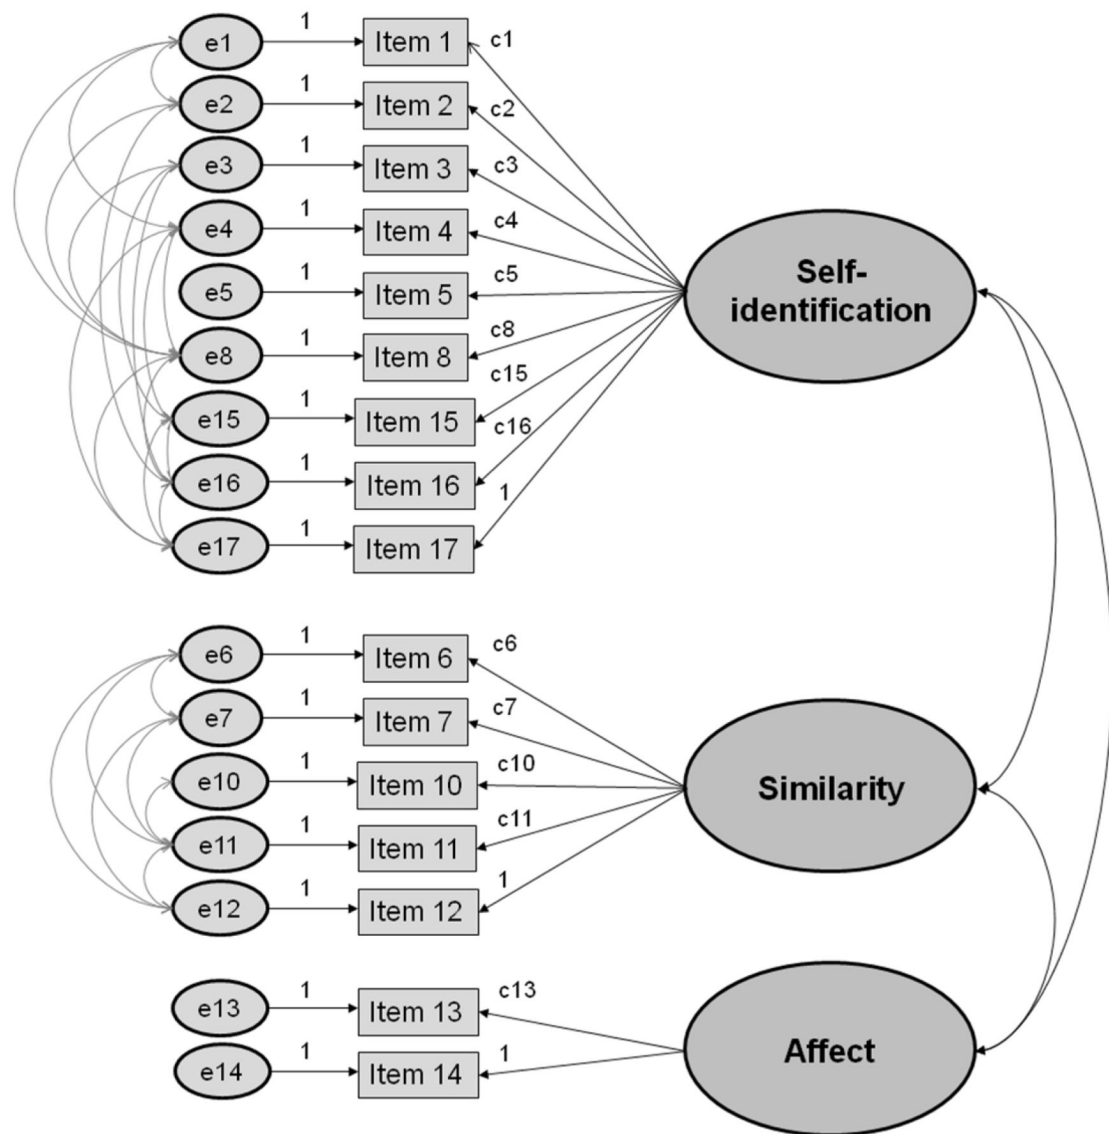 e1 1 Item 1 c1
e2 1 Item 2 c2
e3 1 Item 3 c3
e4 1 Item 4 c4
e5 1 Item 5 c5
e8 1 Item 8 c8
e15 1 Item 15 c15
e16 1 Item 16 c16
e17 1 Item 17 1
Self-
identification
e6 1 Item 6 c6
e7 1 Item 7 c7
e10 1 Item 10 c10
e11 1 Item 11 c11
e12 1 Item 12 1
Similarity
e13 1 Item 13 c13
e14 1 Item 14 1
Affect